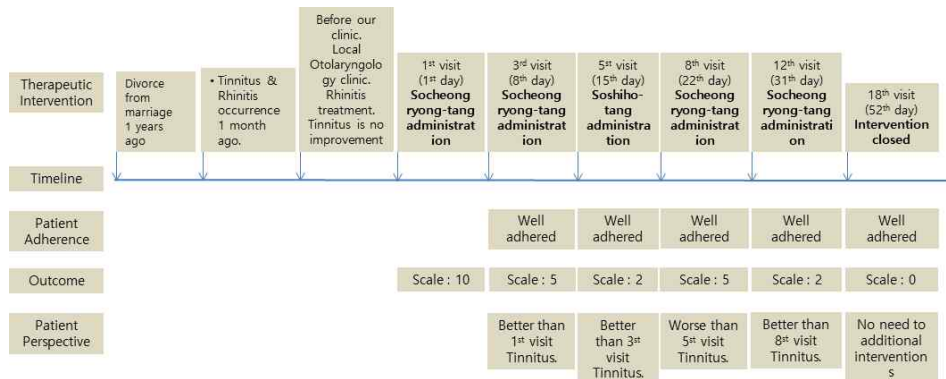 Therapeutic
Intervention
Divorce
from
marriage
1 years
ago
• Tinnitus &
Rhinitis
occurrence
1 month
ago.
Before our
clinic.
Local
Otolaryngolo
gy clinic.
Rhinitis
treatment.
Tinnitus is no
improvement
1st visit
(1st day)
Socheong
ryong-tang
administrat
ion
3rd visit
(8th day)
Socheong
ryong-tang
administrat
ion
5st visit
(15th day)
Soshiho-
tang
administra
tion
8th visit
(22th day)
Socheong
ryong-tang
administrat
ion
12th visit
(31th day)
Socheong
ryong-tang
administrati
on
18th visit
(52th day)
Intervention
closed
Timeline
Patient
Adherence
Well
adhered
Well
adhered
Well
adhered
Well
adhered
Well
adhered
Outcome
Scale : 10
Scale : 5
Scale : 2
Scale : 5
Scale : 2
Scale : 0
Patient
Perspective
Better than
1st visit
Tinnitus.
Better
than 3st
visit
Tinnitus.
Worse than
5st visit
Tinnitus.
Better than
8st visit
Tinnitus.
No need to
additional
intervention
s